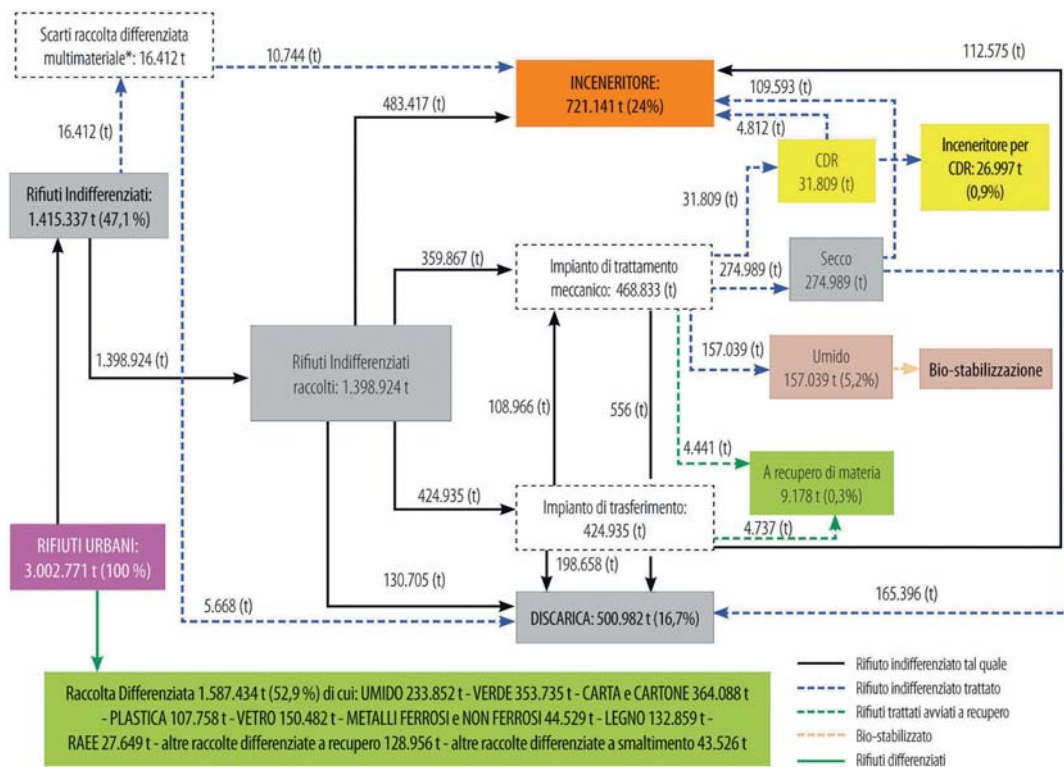 Scarti raccolta differenziata
multimateriale*: 16.412 t
10.744 (t)
112.575 (t)
INCENERITORE:
721.141 t (24%)
109.593 (t)
483.417 (t)
4.812 (t)
16.412 (t)
CDR
31.809 (t)
Inceneritore per
CDR: 26.997 t
(0,9%)
Rifiuti Indifferenziati:
1.415.337 t (47,1 %)
31.809 (t)
359.867 (t)
Impianto di trattamento
meccanico: 468.833 (t)
274.989 (t)
Secco
274.989 (t)
1.398.924 (t)
Rifiuti Indifferenziati
raccolti: 1.398.924 t
157.039 (t)
Umido
157.039 t (5,2%)
Bio-stabilizzazione
108.966 (t)
556 (t)
4.441 (t)
A recupero di materia
9.178 t (0,3%)
424.935 (t)
Impianto di trasferimento:
424.935 (t)
4.737 (t)
RIFIUTI URBANI:
3.002.771 t (100 %)
198.658 (t)
130.705 (t)
5.668 (t)
DISCARICA: 500.982 t (16,7%)
165.396 (t)
Raccolta Differenziata 1.587.434 t (52,9 %) di cui: UMIDO 233.852 t - VERDE 353.735 t - CARTA e CARTONE 364.088 t
- PLASTICA 107.758 t - VETRO 150.482 t - METALLI FERROSI e NON FERROSI 44.529 t - LEGNO 132.859 t -
RAEE 27.649 t - altre raccolte differenziate a recupero 128.956 t - altre raccolte differenziate a smaltimento 43.526 t
Rifiuto indifferenziato tal quale
Rifiuto indifferenziato trattato
Rifiuti trattati avviati a recupero
Bio-stabilizzato
Rifiuti differenziati